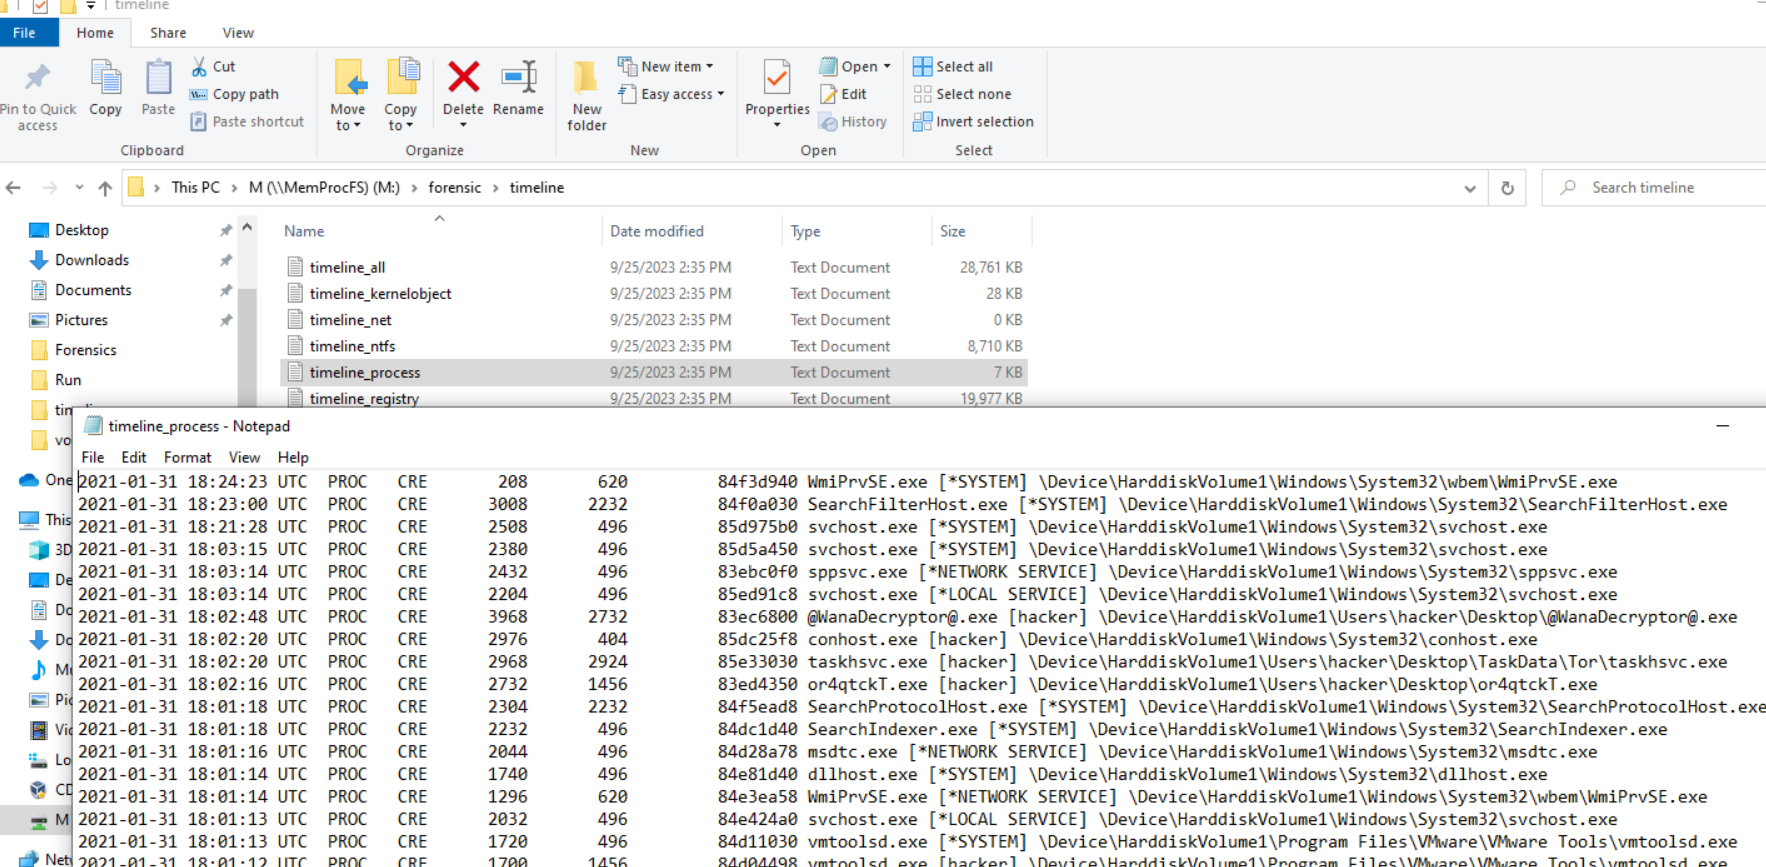 timeline
File Home Share View
Pin to Quick access
Copy
Paste
Cut
Copy path
Paste shortcut
Clipboard
Move to
Copy to
Delete
Rename
Organize
New folder
New item
Easy access
New
Properties
Open
Edit
History
Open
Select all
Select none
Invert selection
Select
This PC > M (\\MemProcFS) (M:) > forensic > timeline
Search timeline
Desktop
Downloads
Documents
Pictures
Forensics
Run
Name Date modified Type Size
timeline_all 9/25/2023 2:35 PM Text Document 28,761 KB
timeline_kernelobject 9/25/2023 2:35 PM Text Document 28 KB
timeline_net 9/25/2023 2:35 PM Text Document 0 KB
timeline_ntfs 9/25/2023 2:35 PM Text Document 8,710 KB
timeline_process 9/25/2023 2:35 PM Text Document 7 KB
timeline_registry 9/25/2023 2:35 PM Text Document 19,977 KB
vo
One
This
3D
De
Do
Do
Mu
Pic
Vic
Lo
CD
M
Netw
timeline_process - Notepad
File Edit Format View Help
2021-01-31 18:24:23 UTC PROC CRE 208 620 84f3d940 WmiPrvSE.exe [*SYSTEM] \Device\HarddiskVolume1\Windows\System32\wbem\WmiPrvSE.exe
2021-01-31 18:23:00 UTC PROC CRE 3008 2232 84f0a030 SearchFilterHost.exe [*SYSTEM] \Device\HarddiskVolume1\Windows\System32\SearchFilterHost.exe
2021-01-31 18:21:28 UTC PROC CRE 2508 496 85d975b0 svchost.exe [*SYSTEM] \Device\HarddiskVolume1\Windows\System32\svchost.exe
2021-01-31 18:03:15 UTC PROC CRE 2380 496 85d5a450 svchost.exe [*SYSTEM] \Device\HarddiskVolume1\Windows\System32\svchost.exe
2021-01-31 18:03:14 UTC PROC CRE 2432 496 83ebc0f0 sppsvc.exe [*NETWORK SERVICE] \Device\HarddiskVolume1\Windows\System32\sppsvc.exe
2021-01-31 18:03:14 UTC PROC CRE 2204 496 85ed91c8 svchost.exe [*LOCAL SERVICE] \Device\HarddiskVolume1\Windows\System32\svchost.exe
2021-01-31 18:02:48 UTC PROC CRE 3968 2732 83ec6800 @WanaDecryptor@.exe [hacker] \Device\HarddiskVolume1\Users\hacker\Desktop\@WanaDecryptor@.exe
2021-01-31 18:02:20 UTC PROC CRE 2976 404 85dc25f8 conhost.exe [hacker] \Device\HarddiskVolume1\Windows\System32\conhost.exe
2021-01-31 18:02:20 UTC PROC CRE 2968 2924 85e33030 taskhsvc.exe [hacker] \Device\HarddiskVolume1\Users\hacker\Desktop\TaskData\Tor\taskhsvc.exe
2021-01-31 18:02:16 UTC PROC CRE 2732 1456 83ed4350 or4qtckT.exe [hacker] \Device\HarddiskVolume1\Users\hacker\Desktop\or4qtckT.exe
2021-01-31 18:01:18 UTC PROC CRE 2304 2232 84f5ead8 SearchProtocolHost.exe [*SYSTEM] \Device\HarddiskVolume1\Windows\System32\SearchProtocolHost.exe
2021-01-31 18:01:18 UTC PROC CRE 2232 496 84dc1d40 SearchIndexer.exe [*SYSTEM] \Device\HarddiskVolume1\Windows\System32\SearchIndexer.exe
2021-01-31 18:01:16 UTC PROC CRE 2044 496 84d28a78 msdtc.exe [*NETWORK SERVICE] \Device\HarddiskVolume1\Windows\System32\msdtc.exe
2021-01-31 18:01:14 UTC PROC CRE 1740 496 84e81d40 dllhost.exe [*SYSTEM] \Device\HarddiskVolume1\Windows\System32\dllhost.exe
2021-01-31 18:01:14 UTC PROC CRE 1296 620 84e3ea58 WmiPrvSE.exe [*NETWORK SERVICE] \Device\HarddiskVolume1\Windows\System32\wbem\WmiPrvSE.exe
2021-01-31 18:01:13 UTC PROC CRE 2032 496 84e424a0 svchost.exe [*LOCAL SERVICE] \Device\HarddiskVolume1\Windows\System32\svchost.exe
2021-01-31 18:01:13 UTC PROC CRE 1720 496 84d11030 vmtoolsd.exe [*SYSTEM] \Device\HarddiskVolume1\Program Files\VMware\VMware Tools\vmtoolsd.exe
2021-01-31 18:01:12 UTC PROC CRE 1700 1456 84d04498 vmtoolsd.exe [hacker] \Device\HarddiskVolume1\Program Files\VMware\VMware Tools\vmtoolsd.exe